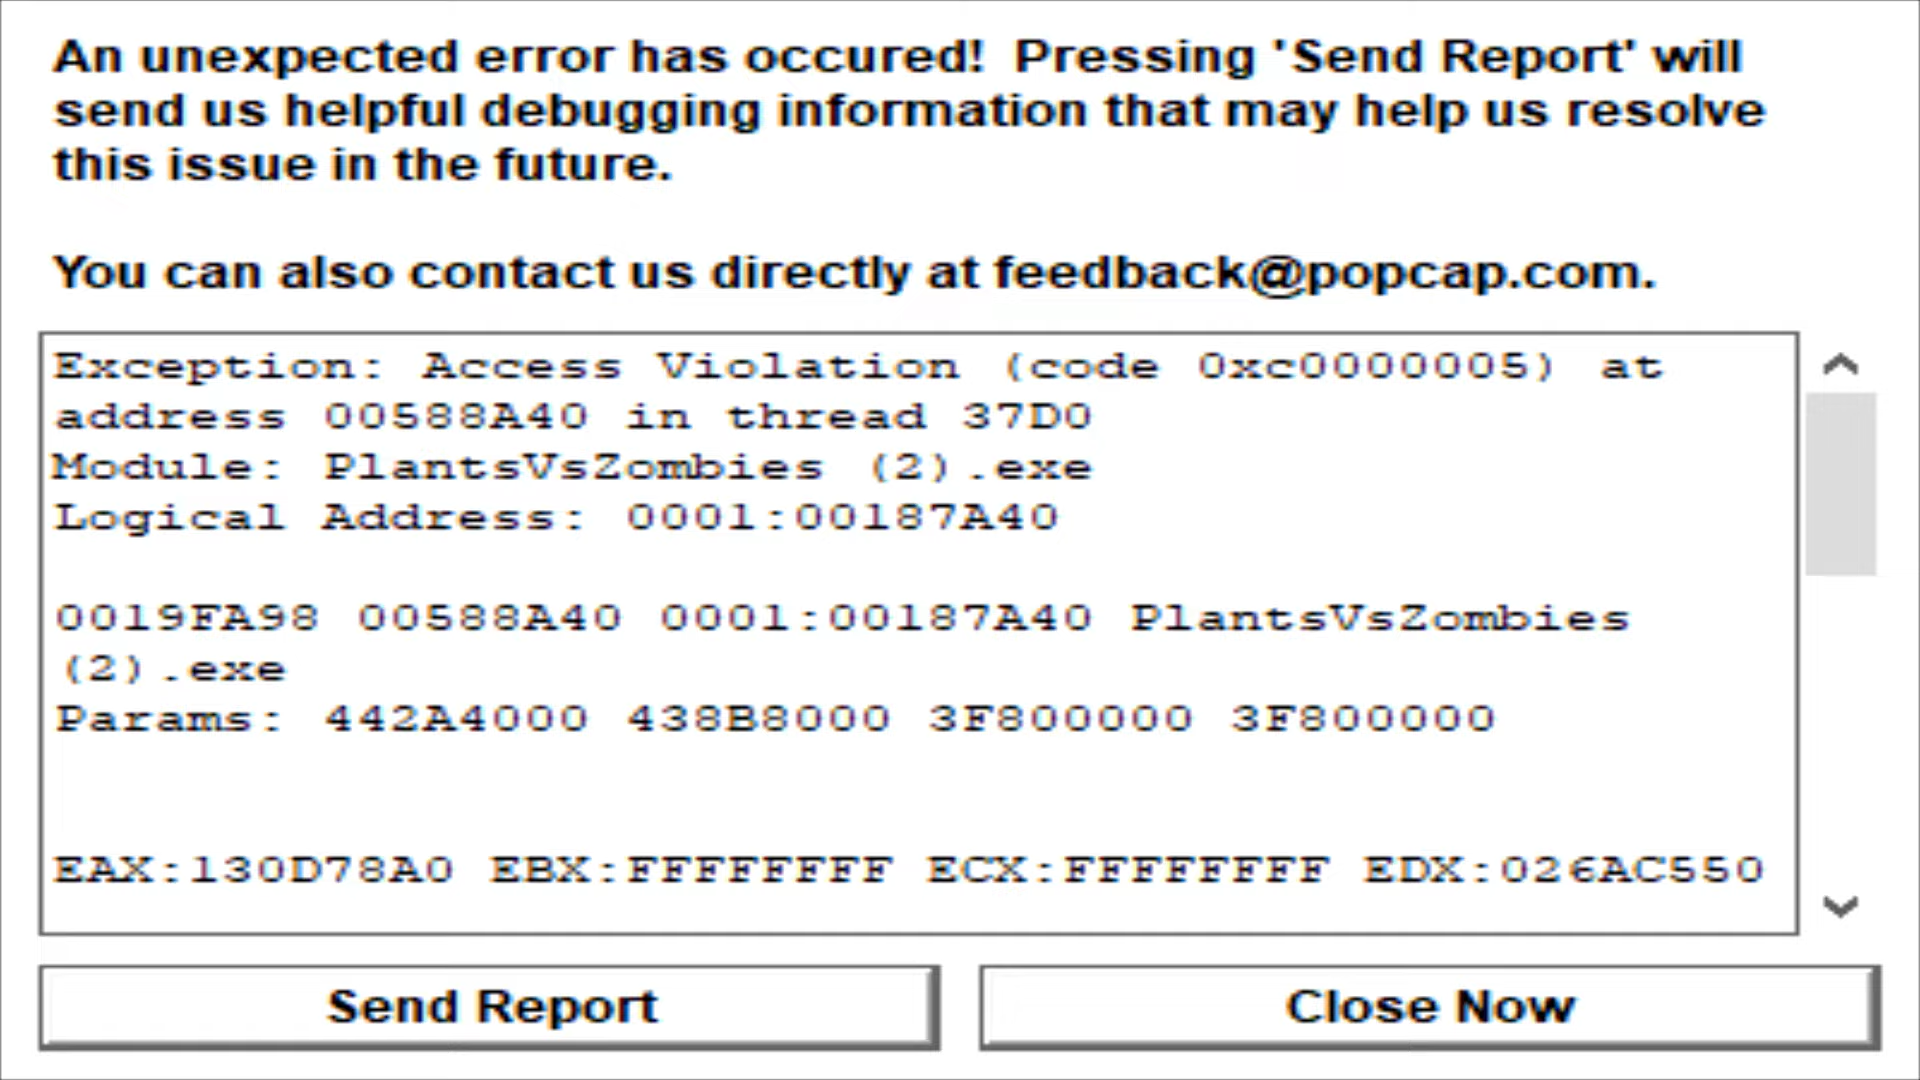 An unexpected error has occured!  Pressing 'Send Report' will
send us helpful debugging information that may help us resolve
this issue in the future.
You can also contact us directly at feedback@popcap.com.
Exception: Access Violation (code 0xc0000005) at
address 00588A40 in thread 37D0
Module: PlantsVsZombies (2).exe
Logical Address: 0001:00187A40
0019FA98 00588A40 0001:00187A40 PlantsVsZombies
(2).exe
Params: 442A4000 438B8000 3F800000 3F800000
EAX:130D78A0 EBX:FFFFFFFF ECX:FFFFFFFF EDX:026AC550
Send Report
Close Now